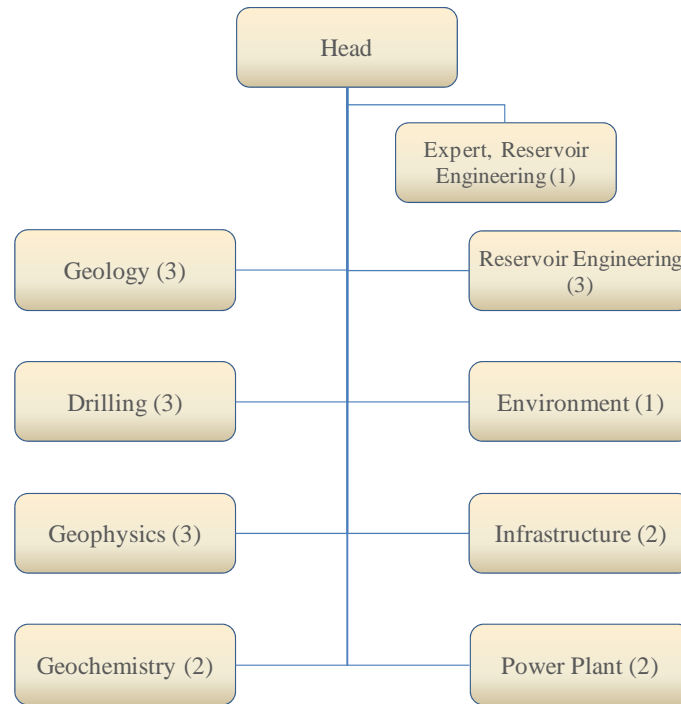 Head
Expert, Reservoir
Engineering (1)
Geology (3)
Reservoir Engineering
(3)
Drilling (3)
Environment (1)
Geophysics (3)
Infrastructure (2)
Geochemistry (2)
Power Plant (2)